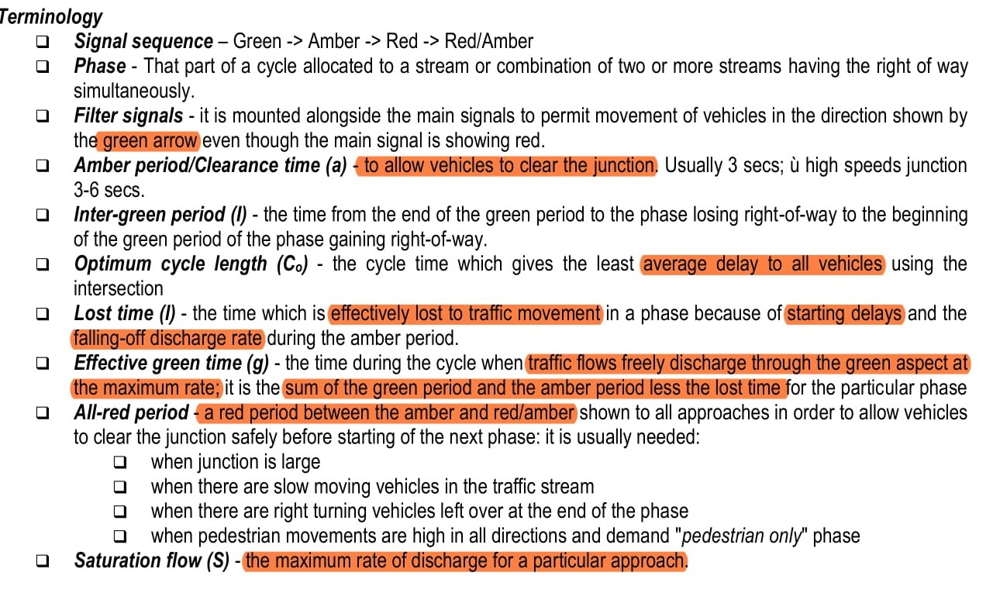 Terminology
❑ Signal sequence – Green -> Amber -> Red -> Red/Amber
❑ Phase - That part of a cycle allocated to a stream or combination of two or more streams having the right of way
simultaneously.
❑ Filter signals - it is mounted alongside the main signals to permit movement of vehicles in the direction shown by
the green arrow even though the main signal is showing red.
❑ Amber period/Clearance time (a) - to allow vehicles to clear the junction. Usually 3 secs; ù high speeds junction
3-6 secs.
❑ Inter-green period (I) - the time from the end of the green period to the phase losing right-of-way to the beginning
of the green period of the phase gaining right-of-way.
❑ Optimum cycle length (Co) - the cycle time which gives the least average delay to all vehicles using the
intersection
❑ Lost time (l) - the time which is effectively lost to traffic movement in a phase because of starting delays and the
falling-off discharge rate during the amber period.
❑ Effective green time (g) - the time during the cycle when traffic flows freely discharge through the green aspect at
the maximum rate; it is the sum of the green period and the amber period less the lost time for the particular phase
❑ All-red period - a red period between the amber and red/amber shown to all approaches in order to allow vehicles
to clear the junction safely before starting of the next phase: it is usually needed:
❑ when junction is large
❑ when there are slow moving vehicles in the traffic stream
❑ when there are right turning vehicles left over at the end of the phase
❑ when pedestrian movements are high in all directions and demand "pedestrian only" phase
❑ Saturation flow (S) - the maximum rate of discharge for a particular approach.